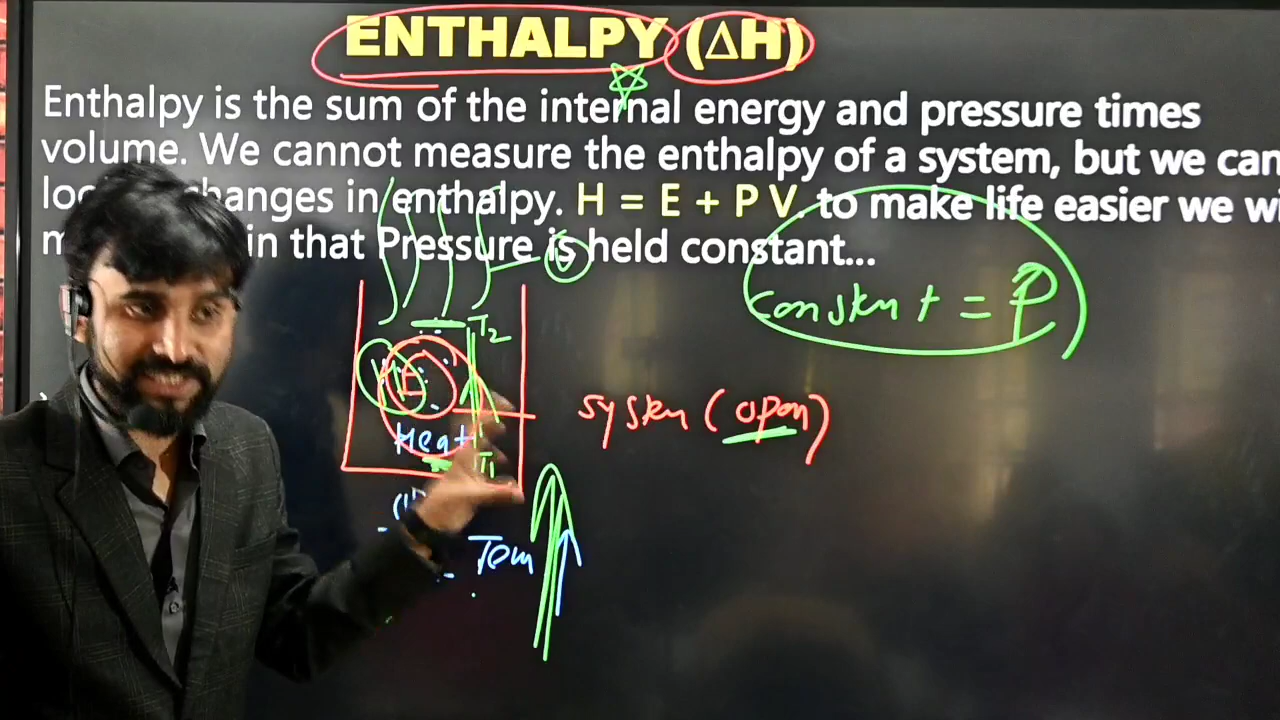 ENTHALPY (ΔH)
Enthalpy is the sum of the internal energy and pressure times
volume. We cannot measure the enthalpy of a system, but we can
changes in enthalpy. H = E + P V, to make life easier we
in that Pressure is held constant...
constent = P
T2
system (open)
Heat
T1
Tem